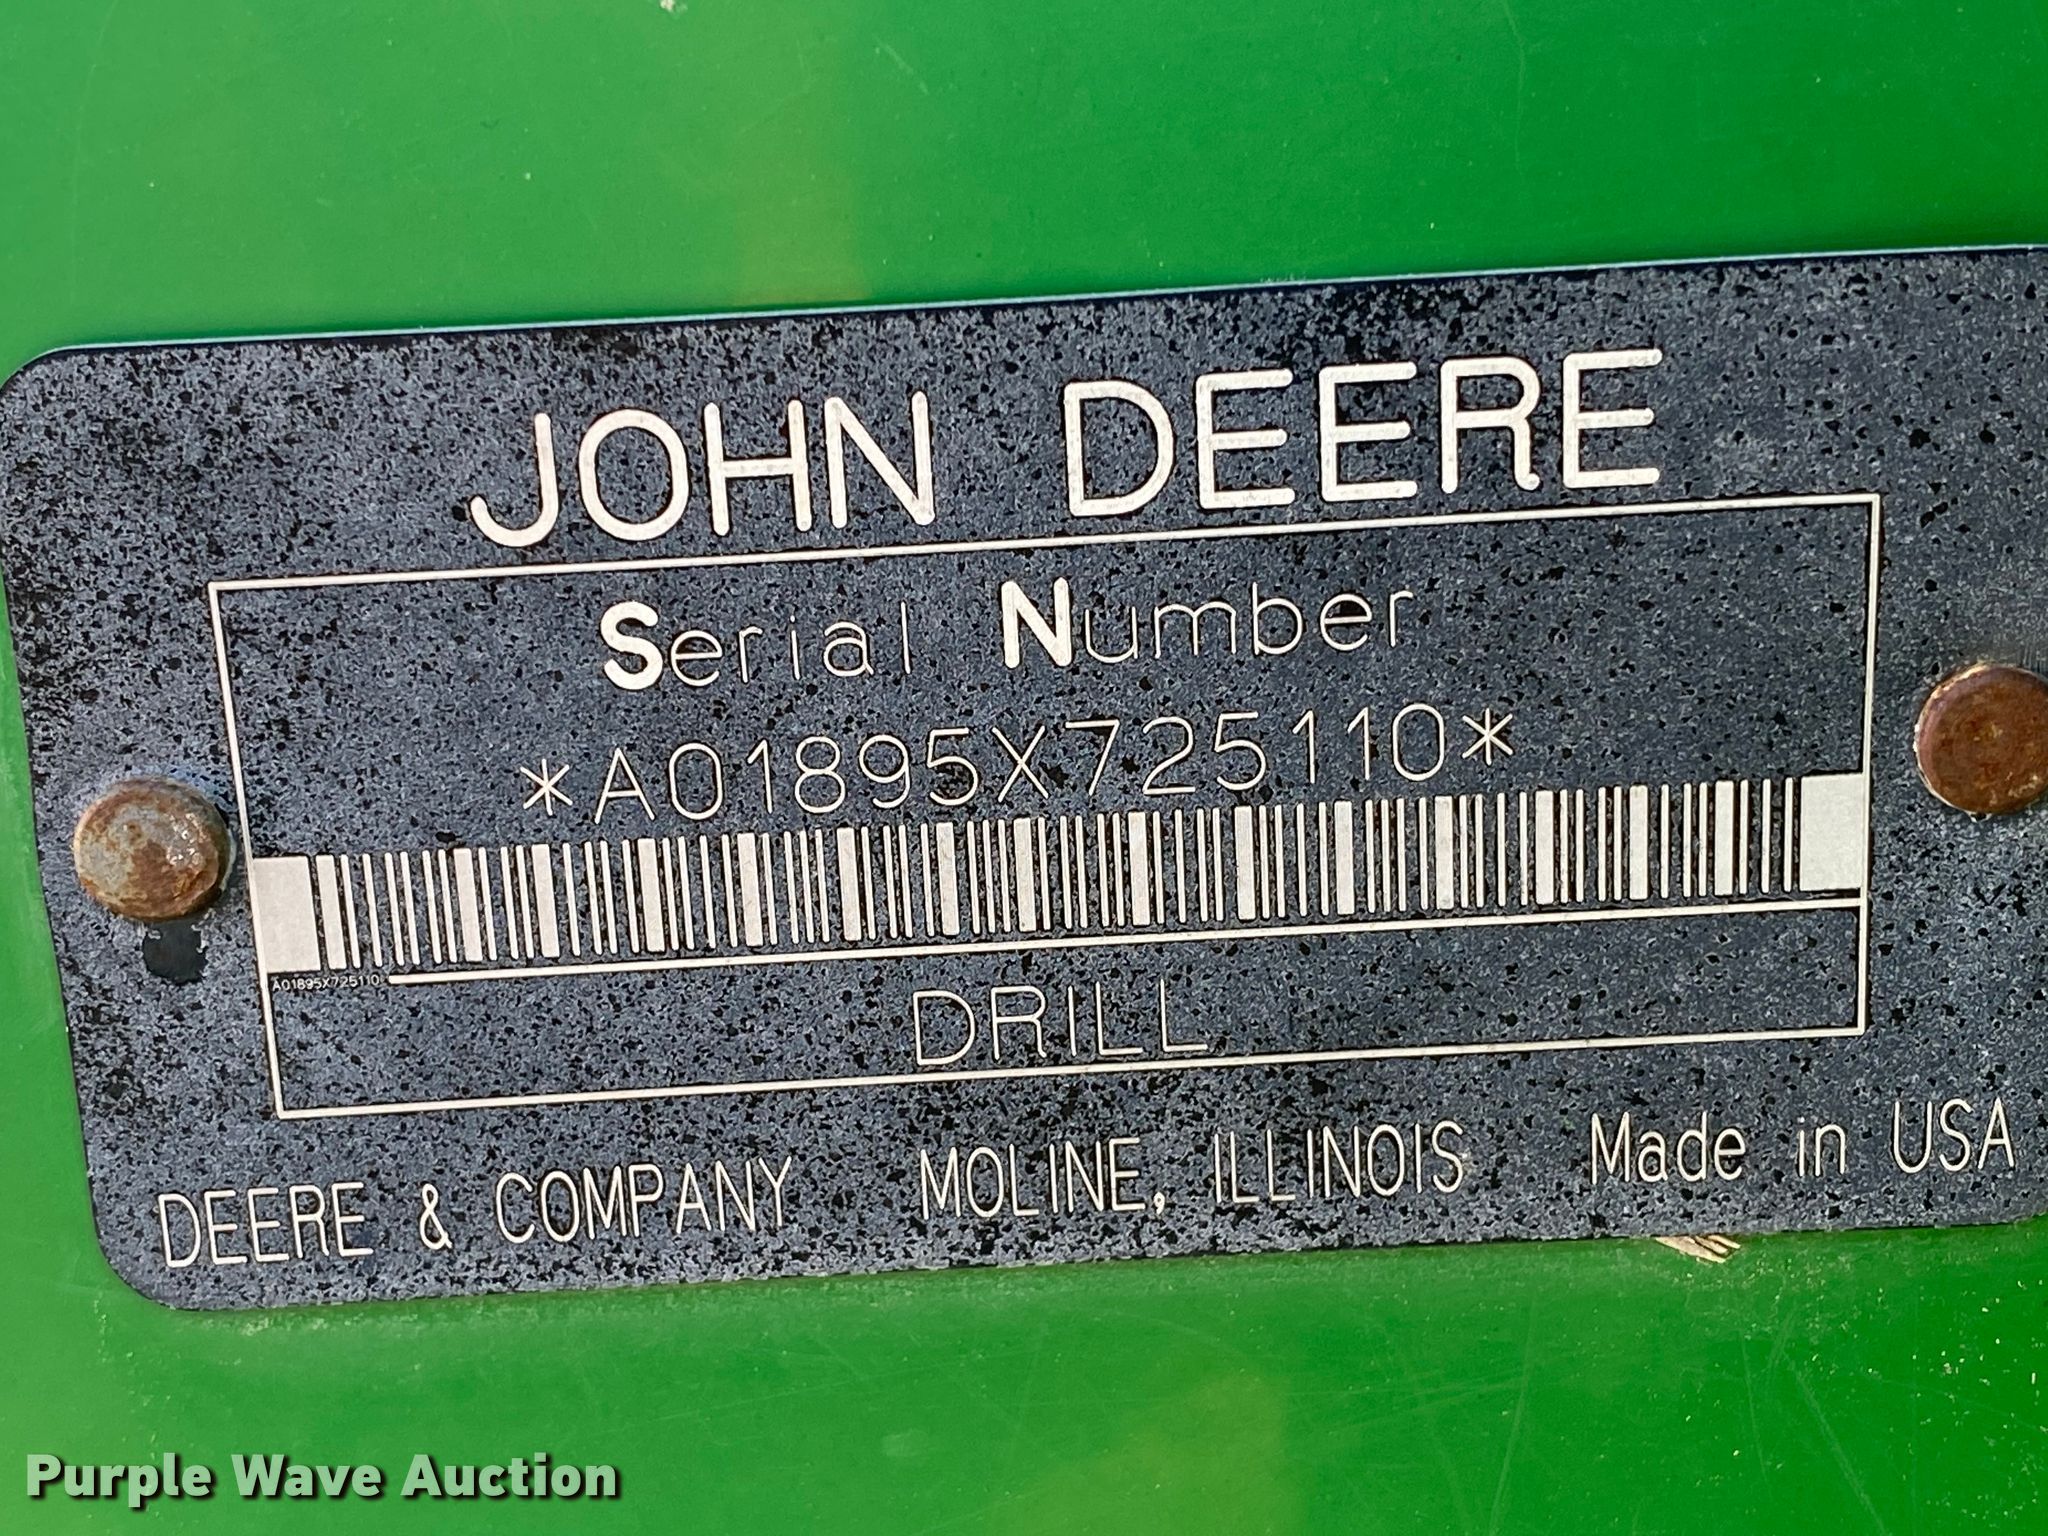 JOHN DEERE
Serial Number
*A01895X725110*
A01895X725110
DRILL
DEERE & COMPANY MOLINE, ILLINOIS Made in USA
Purple Wave Auction